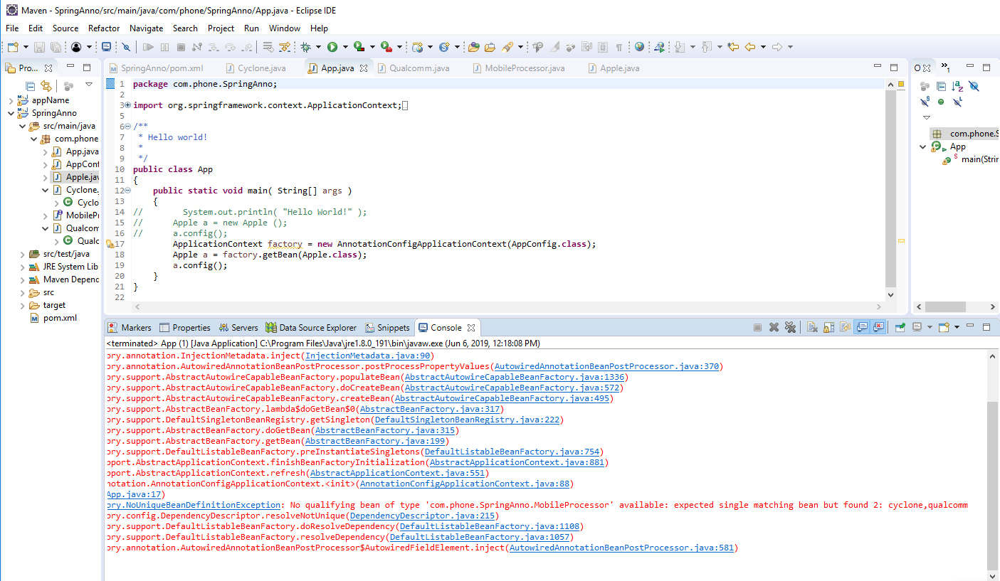 Maven - SpringAnno/src/main/java/com/phone/SpringAnno/App.java - Eclipse IDE
File Edit Source Refactor Navigate Search Project Run Window Help
Pro...
SpringAnno/pom.xml Cyclone.java App.java Qualcomm.java MobileProcessor.java Apple.java
O
1
appName
SpringAnno
src/main/java
com.phone
App.java
AppConf
Apple.jav
Cyclone.
Cyclo
MobilePr
Qualcom
Qualc
src/test/java
JRE System Lib
Maven Depend
src
target
pom.xml
1 package com.phone.SpringAnno;
2
3 import org.springframework.context.ApplicationContext;
5
6 /**
7 * Hello world!
8 *
9 */
10 public class App
11 {
12 public static void main( String[] args )
13 {
14 // System.out.println( "Hello World!" );
15 // Apple a = new Apple ();
16 // a.config();
17 ApplicationContext factory = new AnnotationConfigApplicationContext(AppConfig.class);
18 Apple a = factory.getBean(Apple.class);
19 a.config();
20 }
21 }
22
com.phone.S
App
main(Strin
Markers Properties Servers Data Source Explorer Snippets Console
<terminated> App (1) [Java Application] C:\Program Files\Java\jre1.8.0_191\bin\javaw.exe (Jun 6, 2019, 12:18:08 PM)
ory.annotation.InjectionMetadata.inject(InjectionMetadata.java:90)
ory.annotation.AutowiredAnnotationBeanPostProcessor.postProcessPropertyValues(AutowiredAnnotationBeanPostProcessor.java:370)
ory.support.AbstractAutowireCapableBeanFactory.populateBean(AbstractAutowireCapableBeanFactory.java:1336)
ory.support.AbstractAutowireCapableBeanFactory.doCreateBean(AbstractAutowireCapableBeanFactory.java:572)
ory.support.AbstractAutowireCapableBeanFactory.createBean(AbstractAutowireCapableBeanFactory.java:495)
ory.support.AbstractBeanFactory.lambda$doGetBean$0(AbstractBeanFactory.java:317)
ory.support.DefaultSingletonBeanRegistry.getSingleton(DefaultSingletonBeanRegistry.java:222)
ory.support.AbstractBeanFactory.doGetBean(AbstractBeanFactory.java:315)
ory.support.AbstractBeanFactory.getBean(AbstractBeanFactory.java:199)
ory.support.DefaultListableBeanFactory.preInstantiateSingletons(DefaultListableBeanFactory.java:754)
pport.AbstractApplicationContext.finishBeanFactoryInitialization(AbstractApplicationContext.java:881)
pport.AbstractApplicationContext.refresh(AbstractApplicationContext.java:551)
notation.AnnotationConfigApplicationContext.<init>(AnnotationConfigApplicationContext.java:88)
App.java:17)
ory.NoUniqueBeanDefinitionException: No qualifying bean of type 'com.phone.SpringAnno.MobileProcessor' available: expected single matching bean but found 2: cyclone,qualcomm
ory.config.DependencyDescriptor.resolveNotUnique(DependencyDescriptor.java:215)
ory.support.DefaultListableBeanFactory.doResolveDependency(DefaultListableBeanFactory.java:1108)
ory.support.DefaultListableBeanFactory.resolveDependency(DefaultListableBeanFactory.java:1057)
ory.annotation.AutowiredAnnotationBeanPostProcessor$AutowiredFieldElement.inject(AutowiredAnnotationBeanPostProcessor.java:581)